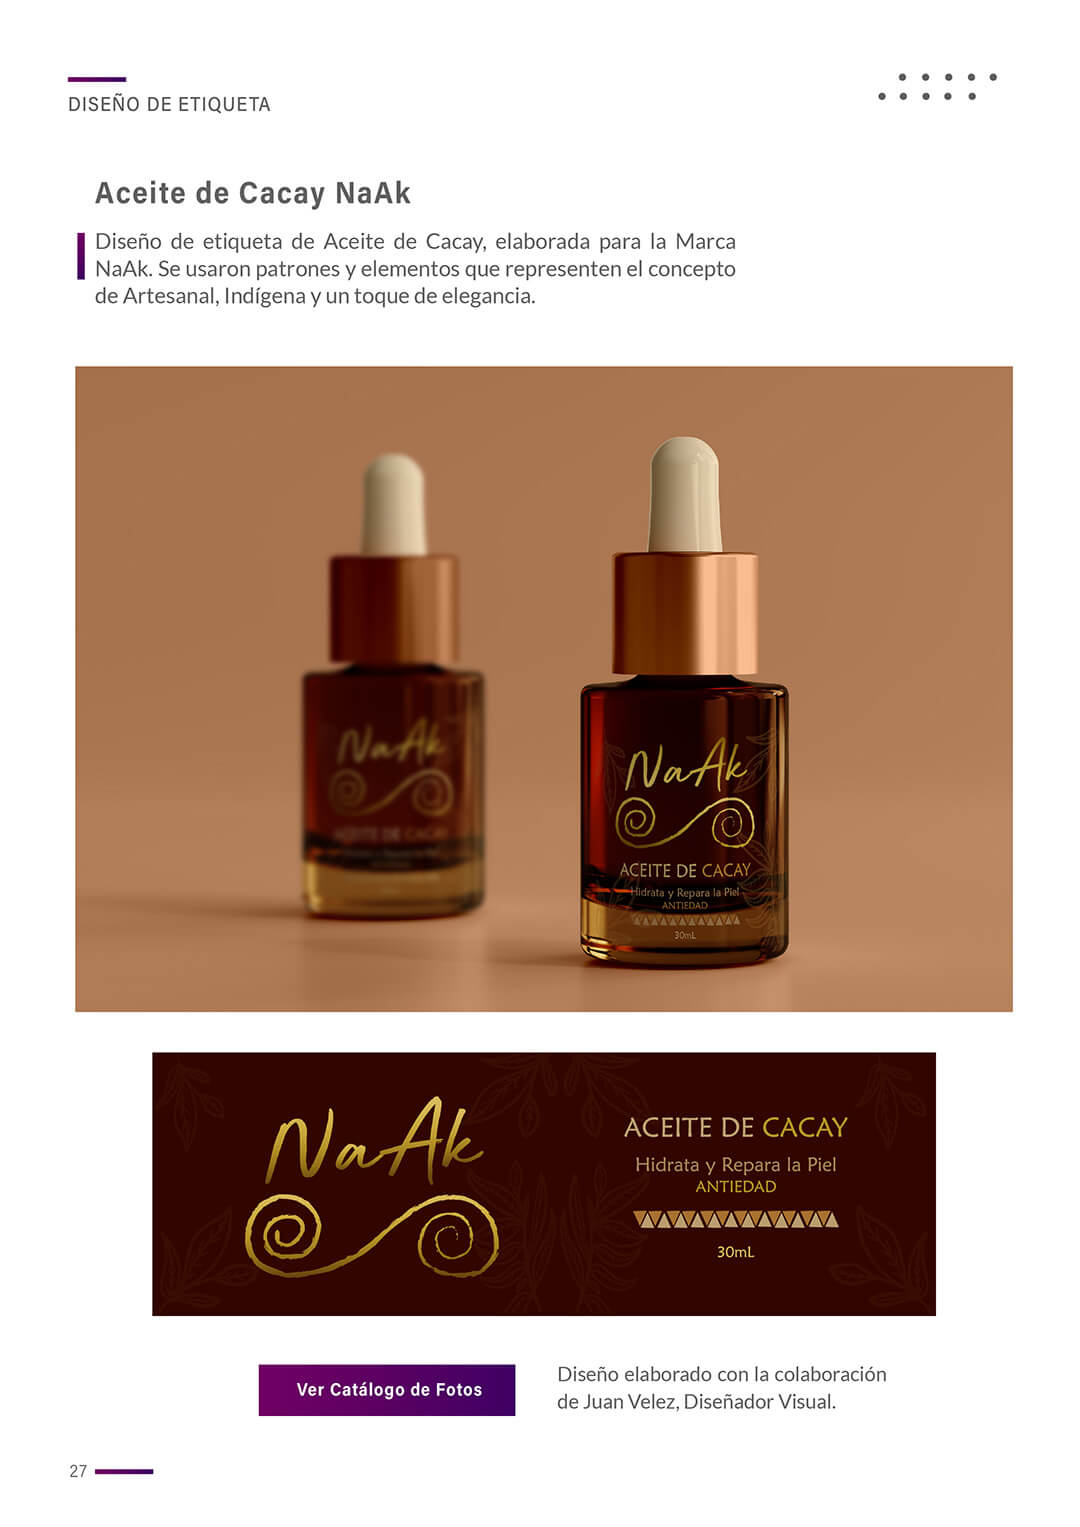 DISEÑO DE ETIQUETA
Aceite de Cacay NaAk
Diseño de etiqueta de Aceite de Cacay, elaborada para la Marca
NaAk. Se usaron patrones y elementos que representen el concepto
de Artesanal, Indígena y un toque de elegancia.
NaAk
ACEITE DE CACAY
NaAk
ACEITE DE CACAY
Hidrata y Repara la Piel
ANTIEDAD
30mL
NaAk
ACEITE DE CACAY
Hidrata y Repara la Piel
ANTIEDAD
30mL
Ver Catálogo de Fotos
Diseño elaborado con la colaboración
de Juan Velez, Diseñador Visual.
27